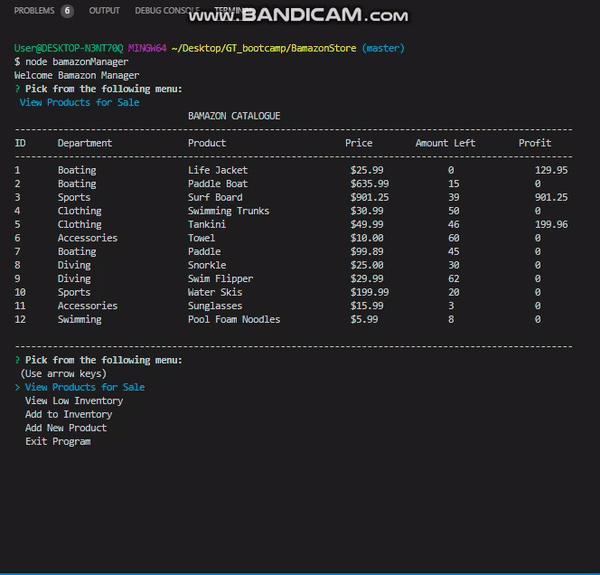 PROBLEMS 6 OUTPUT DEBUG CONSOLE TERMINAL
www.BANDICAM.com
User@DESKTOP-N3NT70Q MINGW64 ~/Desktop/GT_bootcamp/BamazonStore (master)
$ node bamazonManager
Welcome Bamazon Manager
? Pick from the following menu:
View Products for Sale
BAMAZON CATALOGUE
--------------------------------------------------------------------------------------------------------
ID Department Product Price Amount Left Profit
--------------------------------------------------------------------------------------------------------
1 Boating Life Jacket $25.99 0 129.95
2 Boating Paddle Boat $635.99 15 0
3 Sports Surf Board $901.25 39 901.25
4 Clothing Swimming Trunks $30.99 50 0
5 Clothing Tankini $49.99 46 199.96
6 Accessories Towel $10.00 60 0
7 Boating Paddle $99.89 45 0
8 Diving Snorkle $25.00 30 0
9 Diving Swim Flipper $29.99 62 0
10 Sports Water Skis $199.99 20 0
11 Accessories Sunglasses $15.99 3 0
12 Swimming Pool Foam Noodles $5.99 8 0
--------------------------------------------------------------------------------------------------------
? Pick from the following menu:
(Use arrow keys)
> View Products for Sale
View Low Inventory
Add to Inventory
Add New Product
Exit Program